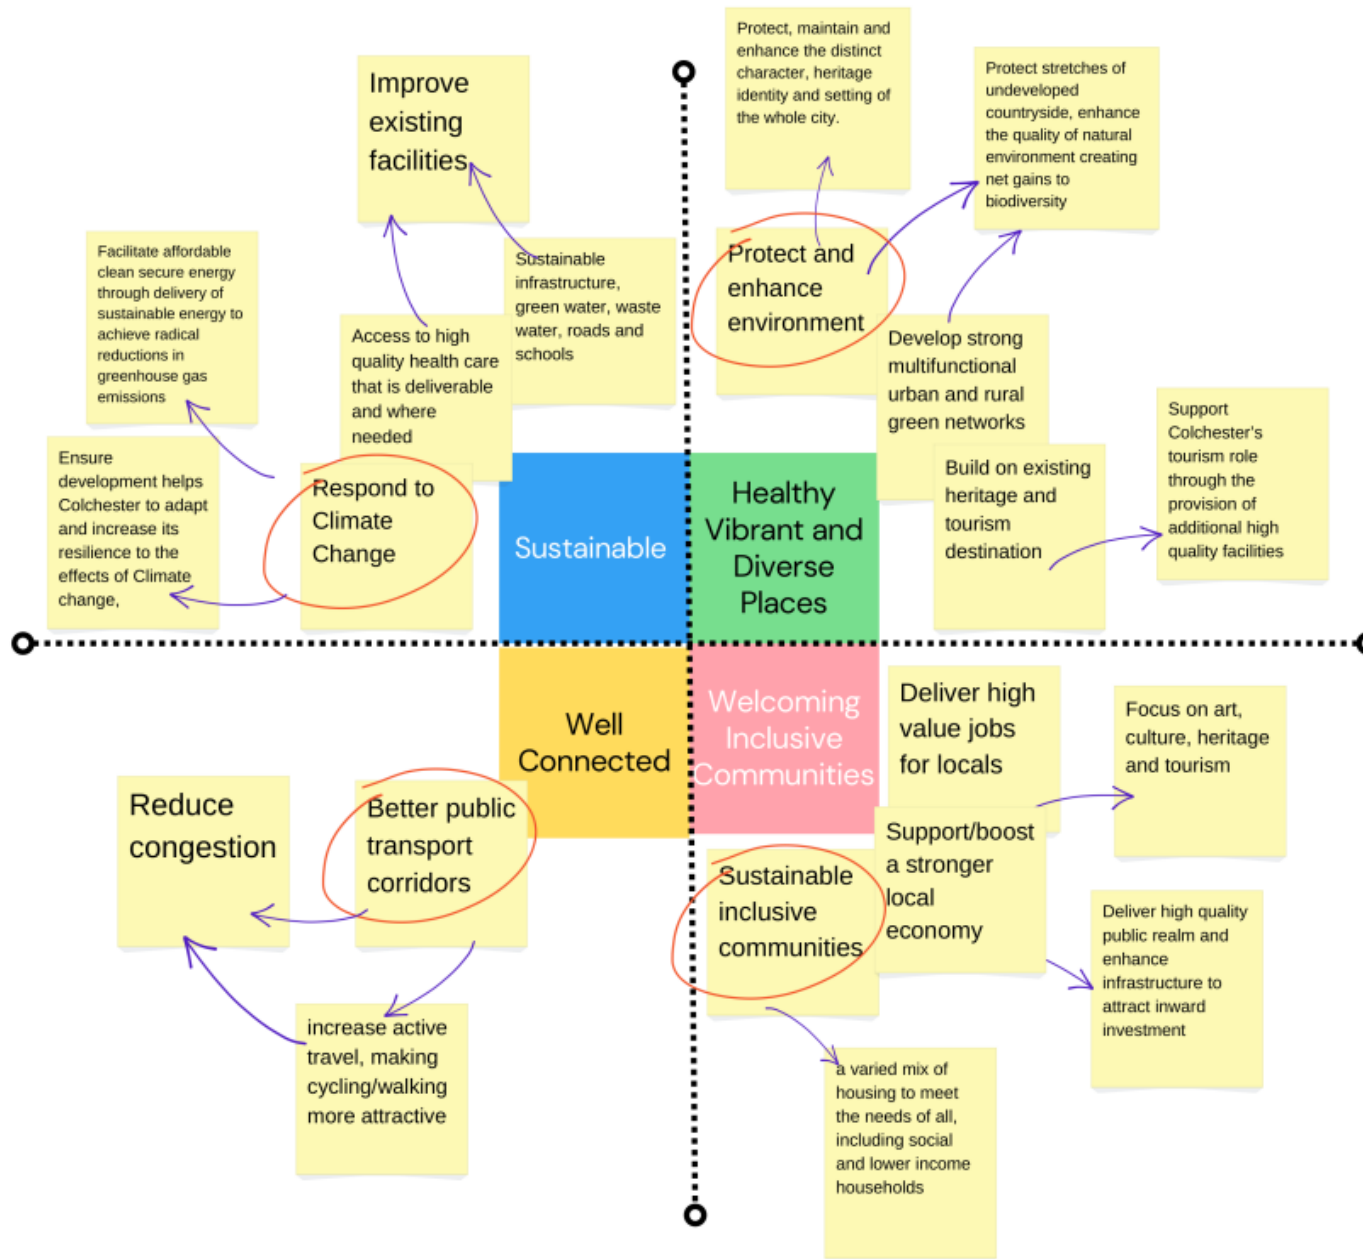 Improve
existing
facilities
Sustainable
infrastructure,
green water, waste
water, roads and
schools
Facilitate affordable
clean secure energy
through delivery of
sustainable energy to
achieve radical
reductions in
greenhouse gas
emissions
Access to high
quality health care
that is deliverable
and where
needed
Ensure
development helps
Colchester to adapt
and increase its
resilience to the
effects of Climate
change,
Respond to
Climate
Change
Sustainable
Protect, maintain and
enhance the distinct
character, heritage
identity and setting of
the whole city.
Protect stretches of
undeveloped
countryside, enhance
the quality of natural
environment creating
net gains to
biodiversity
Protect and
enhance
environment
Develop strong
multifunctional
urban and rural
green networks
Support
Colchester's
tourism role
through the
provision of
additional high
quality facilities
Build on existing
heritage and
tourism
destination
Healthy
Vibrant and
Diverse
Places
Well
Connected
Better public
transport
corridors
Reduce
congestion
increase active
travel, making
cycling/walking
more attractive
Welcoming
Inclusive
Communities
Deliver high
value jobs
for locals
Focus on art,
culture, heritage
and tourism
Support/boost
a stronger
local
economy
Sustainable
inclusive
communities
Deliver high quality
public realm and
enhance
infrastructure to
attract inward
investment
a varied mix of
housing to meet
the needs of all,
including social
and lower income
households